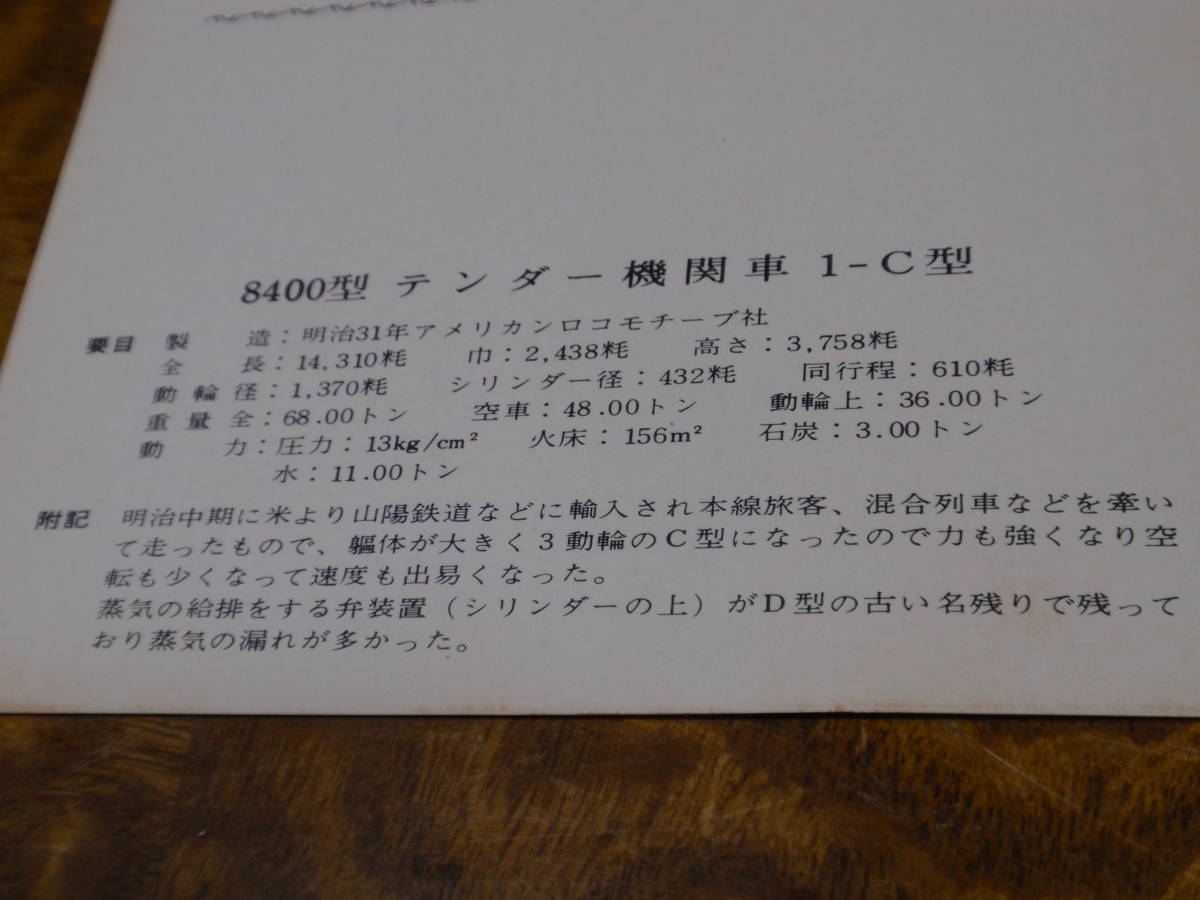 8400型 テンダー機関車 1-C型
要目 製 造：明治31年アメリカンロコモチーブ社
全 長：14,310粍 巾：2,438粍 高さ：3,758粍
動輪径：1,370粍 シリンダー径：432粍 同行程：610粍
重量全：68.00トン 空車：48.00トン 動輪上：36.00トン
動 力：圧力：13kg/cm² 火床：156m² 石炭：3.00トン
水：11.00トン
附記 明治中期に米より山陽鉄道などに輸入され本線旅客、混合列車などを牽い
て走ったもので、軀体が大きく3動輪のC型になったので力も強くなり空
転も少くなって速度も出易くなった。
蒸気の給排をする弁装置（シリンダーの上）がD型の古い名残りで残って
おり蒸気の漏れが多かった。